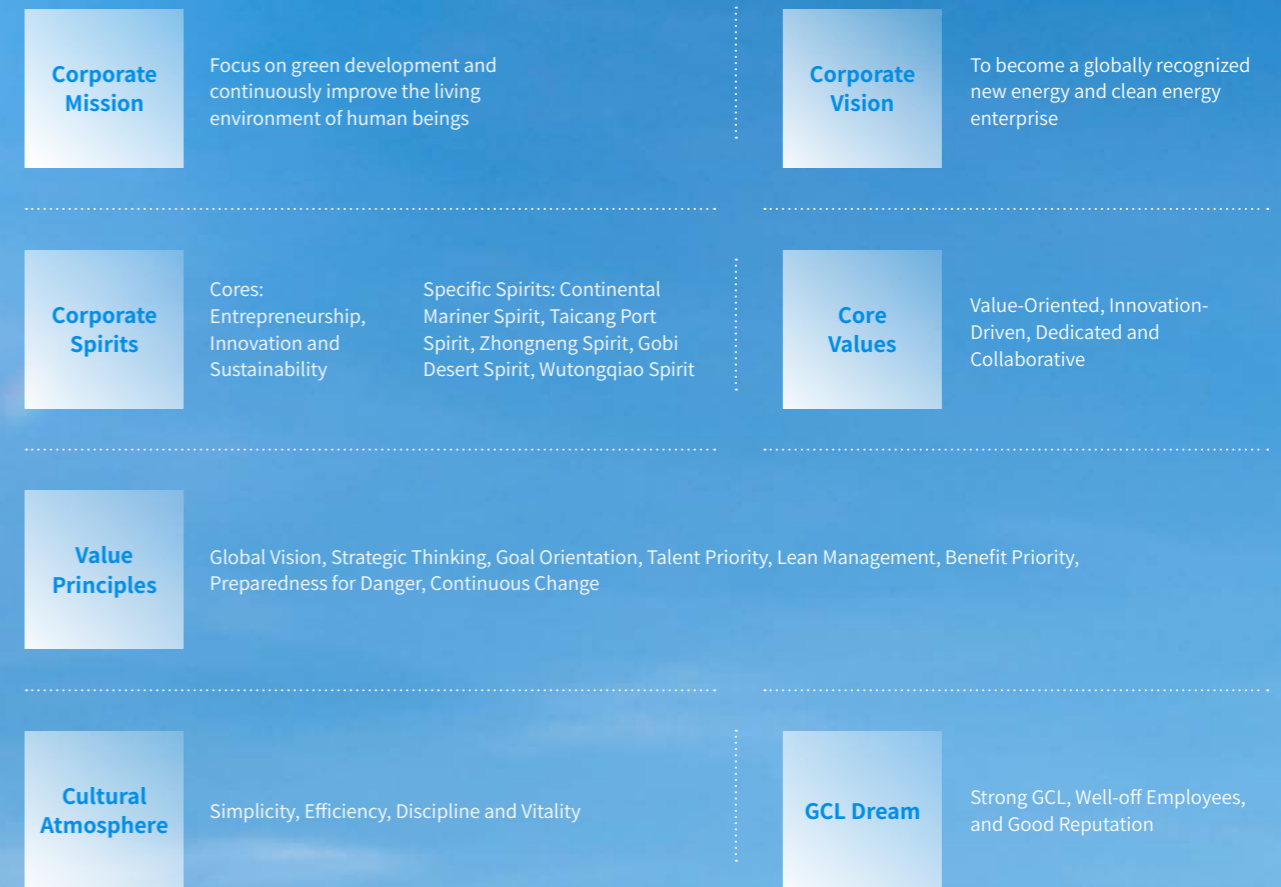 Corporate
Mission
Focus on green development and
continuously improve the living
environment of human beings
Corporate
Vision
To become a globally recognized
new energy and clean energy
enterprise
Corporate
Spirits
Cores:
Entrepreneurship,
Innovation and
Sustainability
Specific Spirits: Continental
Mariner Spirit, Taicang Port
Spirit, Zhongneng Spirit, Gobi
Desert Spirit, Wutongqiao Spirit
Core
Values
Value-Oriented, Innovation-
Driven, Dedicated and
Collaborative
Value
Principles
Global Vision, Strategic Thinking, Goal Orientation, Talent Priority, Lean Management, Benefit Priority,
Preparedness for Danger, Continuous Change
Cultural
Atmosphere
Simplicity, Efficiency, Discipline and Vitality
GCL Dream
Strong GCL, Well-off Employees,
and Good Reputation